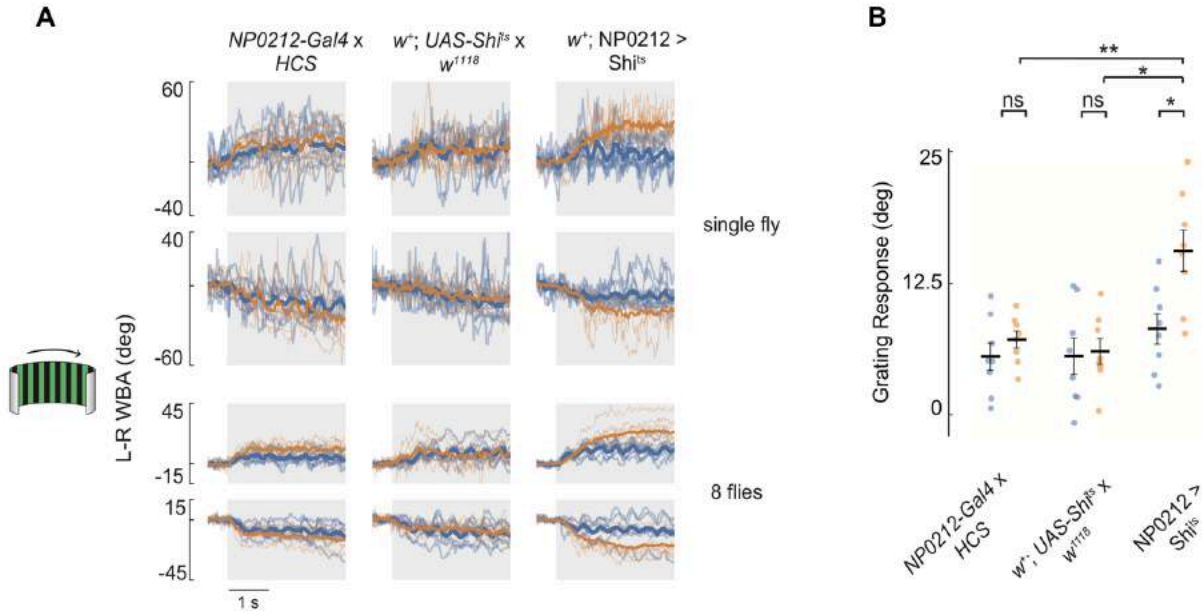 A
B
NP0212-Gal4 x
HCS
w⁺; UAS-Shiᵗˢ x
w¹¹¹⁸
w⁺; NP0212 >
Shiᵗˢ
60
-40
40
-60
single fly
L-R WBA (deg)
45
-15
15
-45
8 flies
1 s
**
*
ns
ns
*
25
12.5
0
Grating Response (deg)
NP0212-Gal4 x
HCS
w⁺; UAS-Shiᵗˢ x
w¹¹¹⁸
NP0212 >
Shiᵗˢ